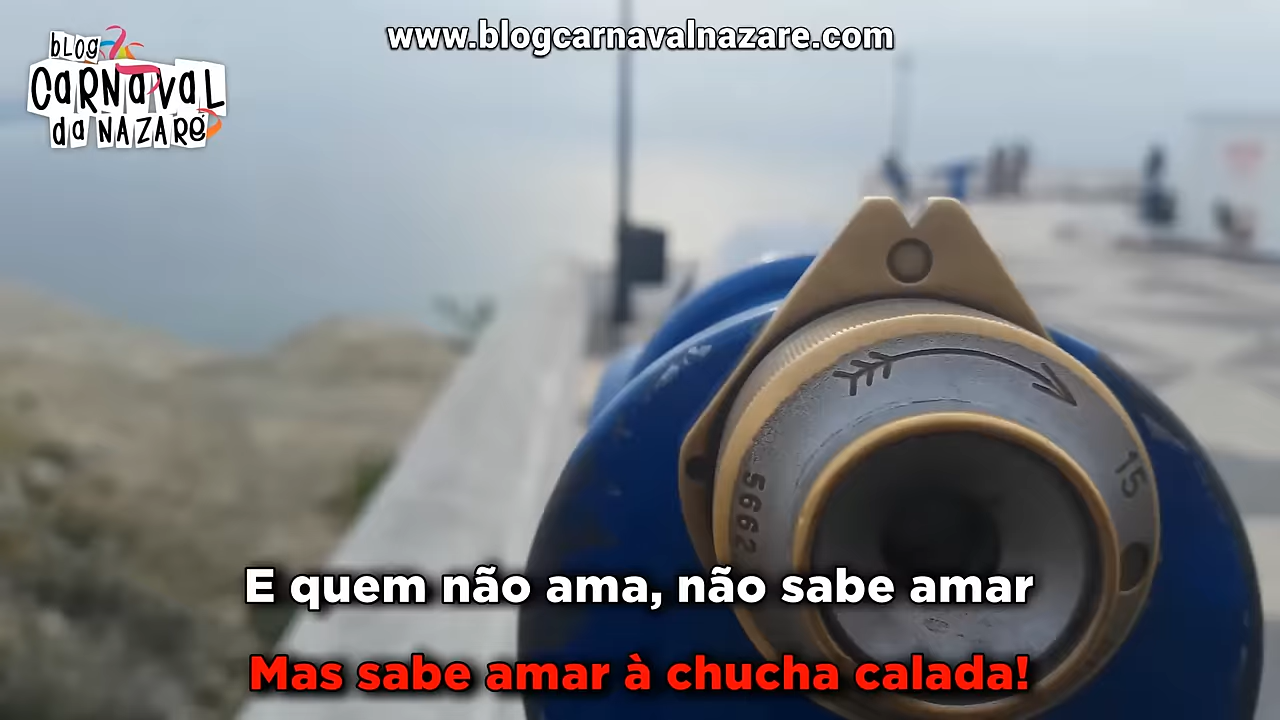 www.blogcarnavalnazare.com
BLOG
CARNAVAL
da NAZARÉ
15
5662
E quem não ama, não sabe amar
Mas sabe amar à chucha calada!